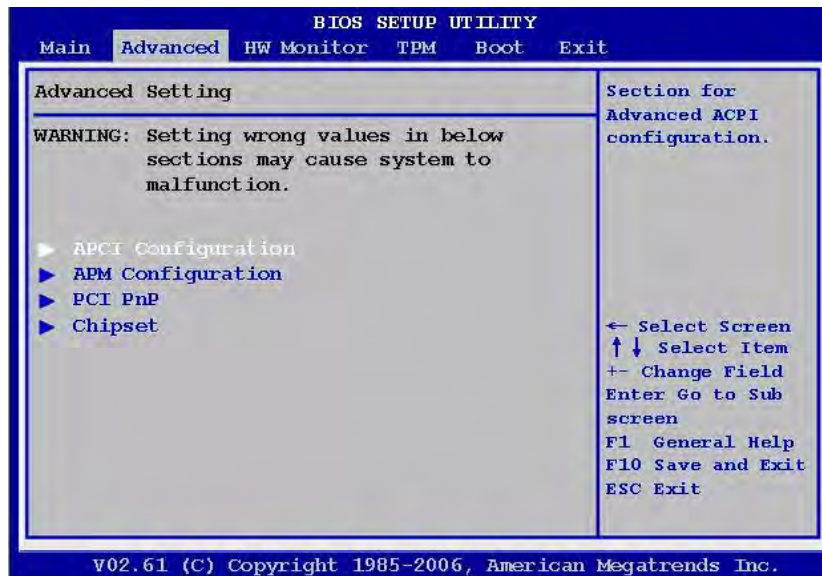 BIOS SETUP UTILITY
Main Advanced HW Monitor TPM Boot Exit
Advanced Setting
WARNING: Setting wrong values in below
sections may cause system to
malfunction.
▶ APCI Configuration
▶ APM Configuration
▶ PCI PnP
▶ Chipset
Section for
Advanced ACPI
configuration.
← Select Screen
↑↓ Select Item
+- Change Field
Enter Go to Sub
screen
F1 General Help
F10 Save and Exit
ESC Exit
V02.61 (C) Copyright 1985-2006, American Megatrends Inc.